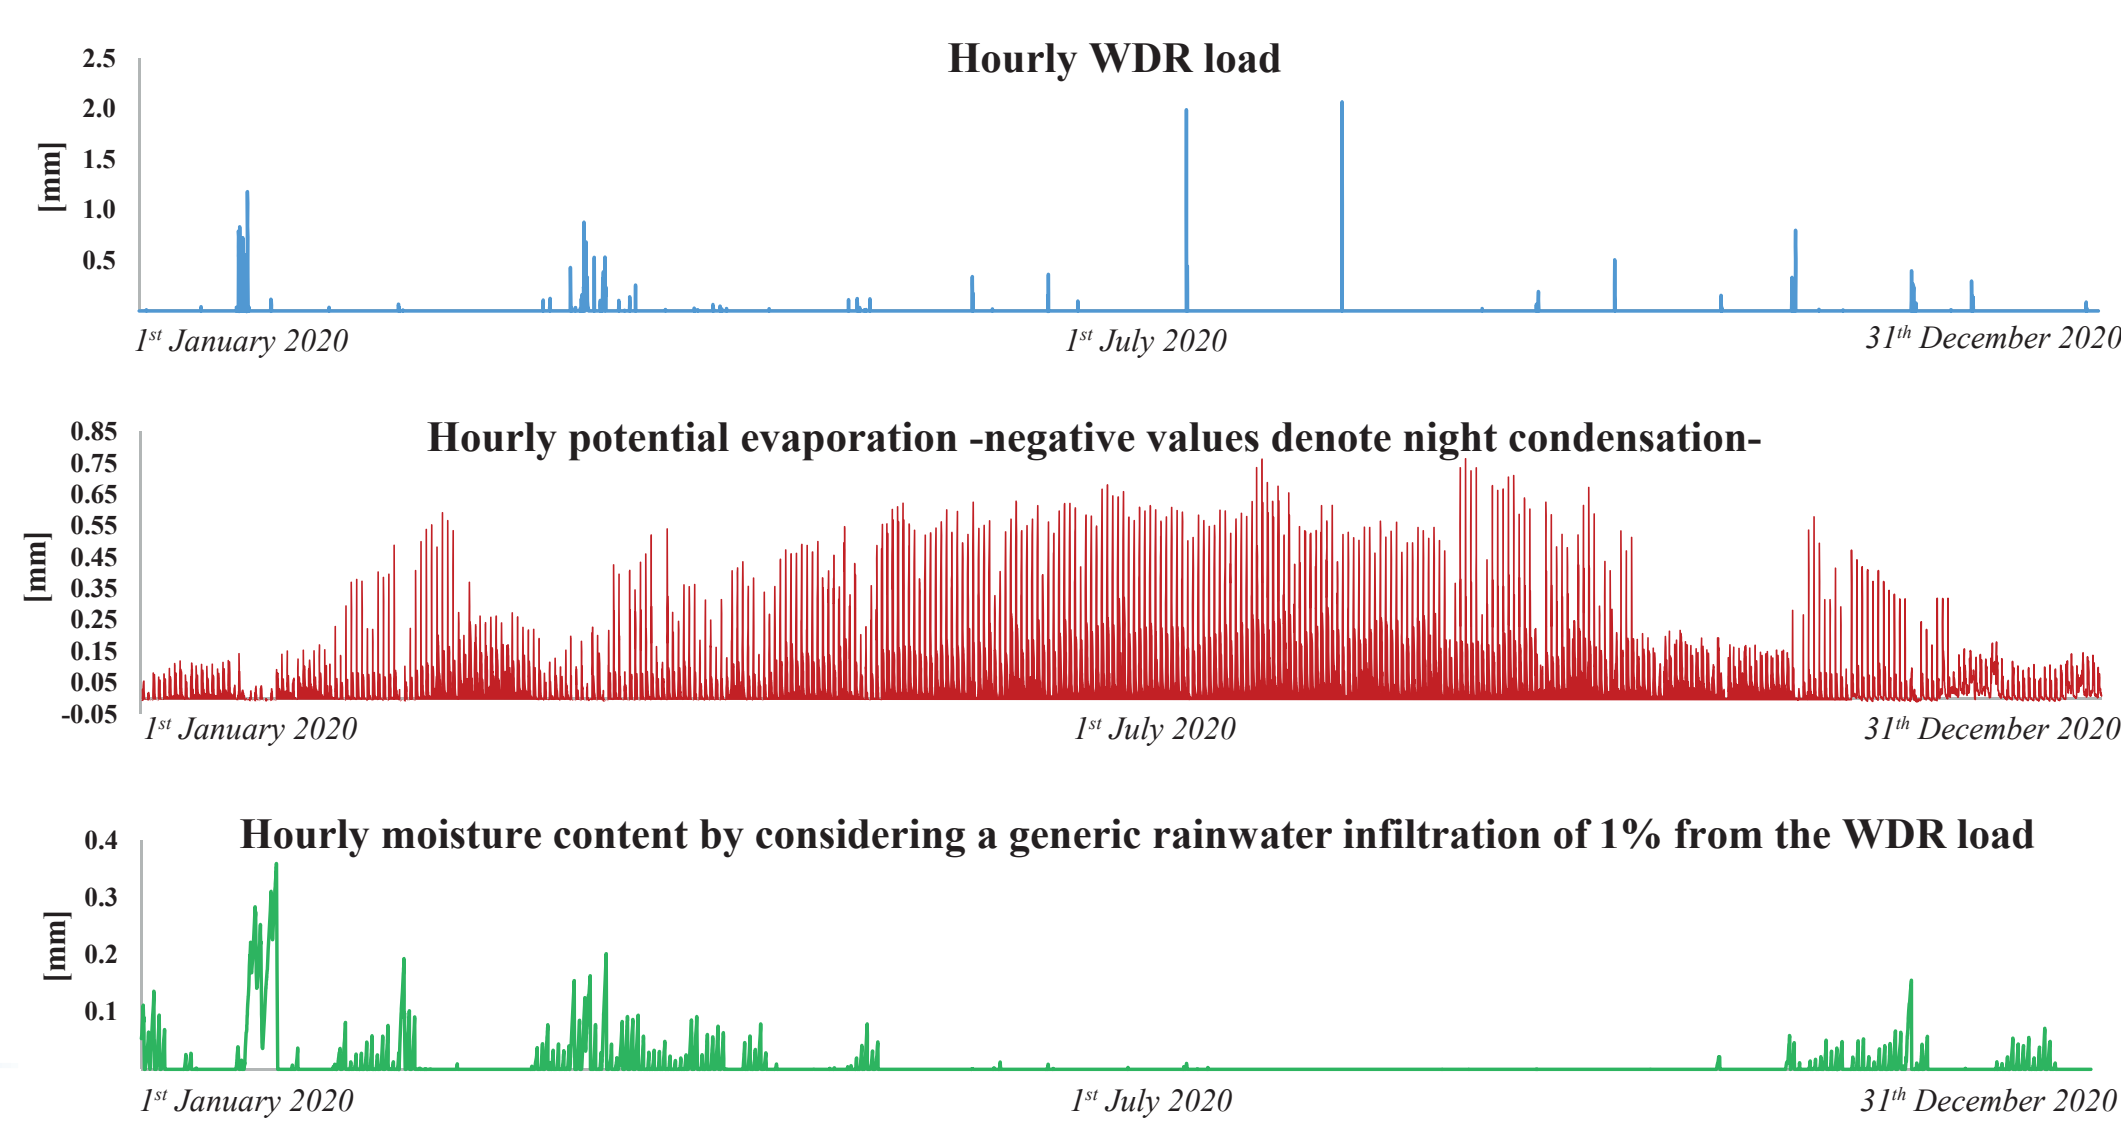 Hourly WDR load
2.5
2.0
1.5
1.0
0.5
[mm]
1st January 2020
1st July 2020
31th December 2020
Hourly potential evaporation -negative values denote night condensation-
0.85
0.75
0.65
0.55
0.45
0.35
0.25
0.15
0.05
-0.05
[mm]
1st January 2020
1st July 2020
31th December 2020
Hourly moisture content by considering a generic rainwater infiltration of 1% from the WDR load
0.4
0.3
0.2
0.1
[mm]
1st January 2020
1st July 2020
31th December 2020